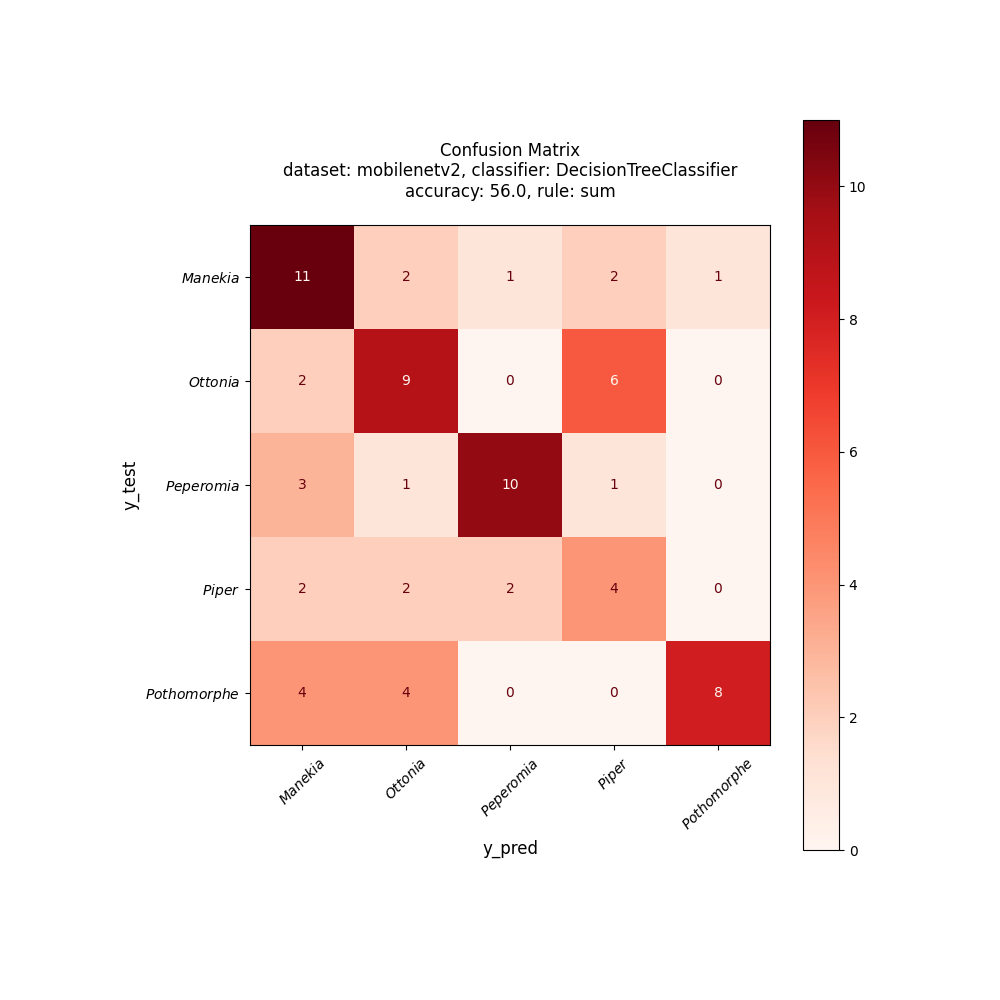 Confusion Matrix
dataset: mobilenetv2, classifier: DecisionTreeClassifier
accuracy: 56.0, rule: sum
Manekia 11 2 1 2 1
Ottonia 2 9 0 6 0
Peperomia 3 1 10 1 0
Piper 2 2 2 4 0
Pothomorphe 4 4 0 0 8
Manekia Ottonia Peperomia Piper Pothomorphe
y_pred
y_test
10
8
6
4
2
0